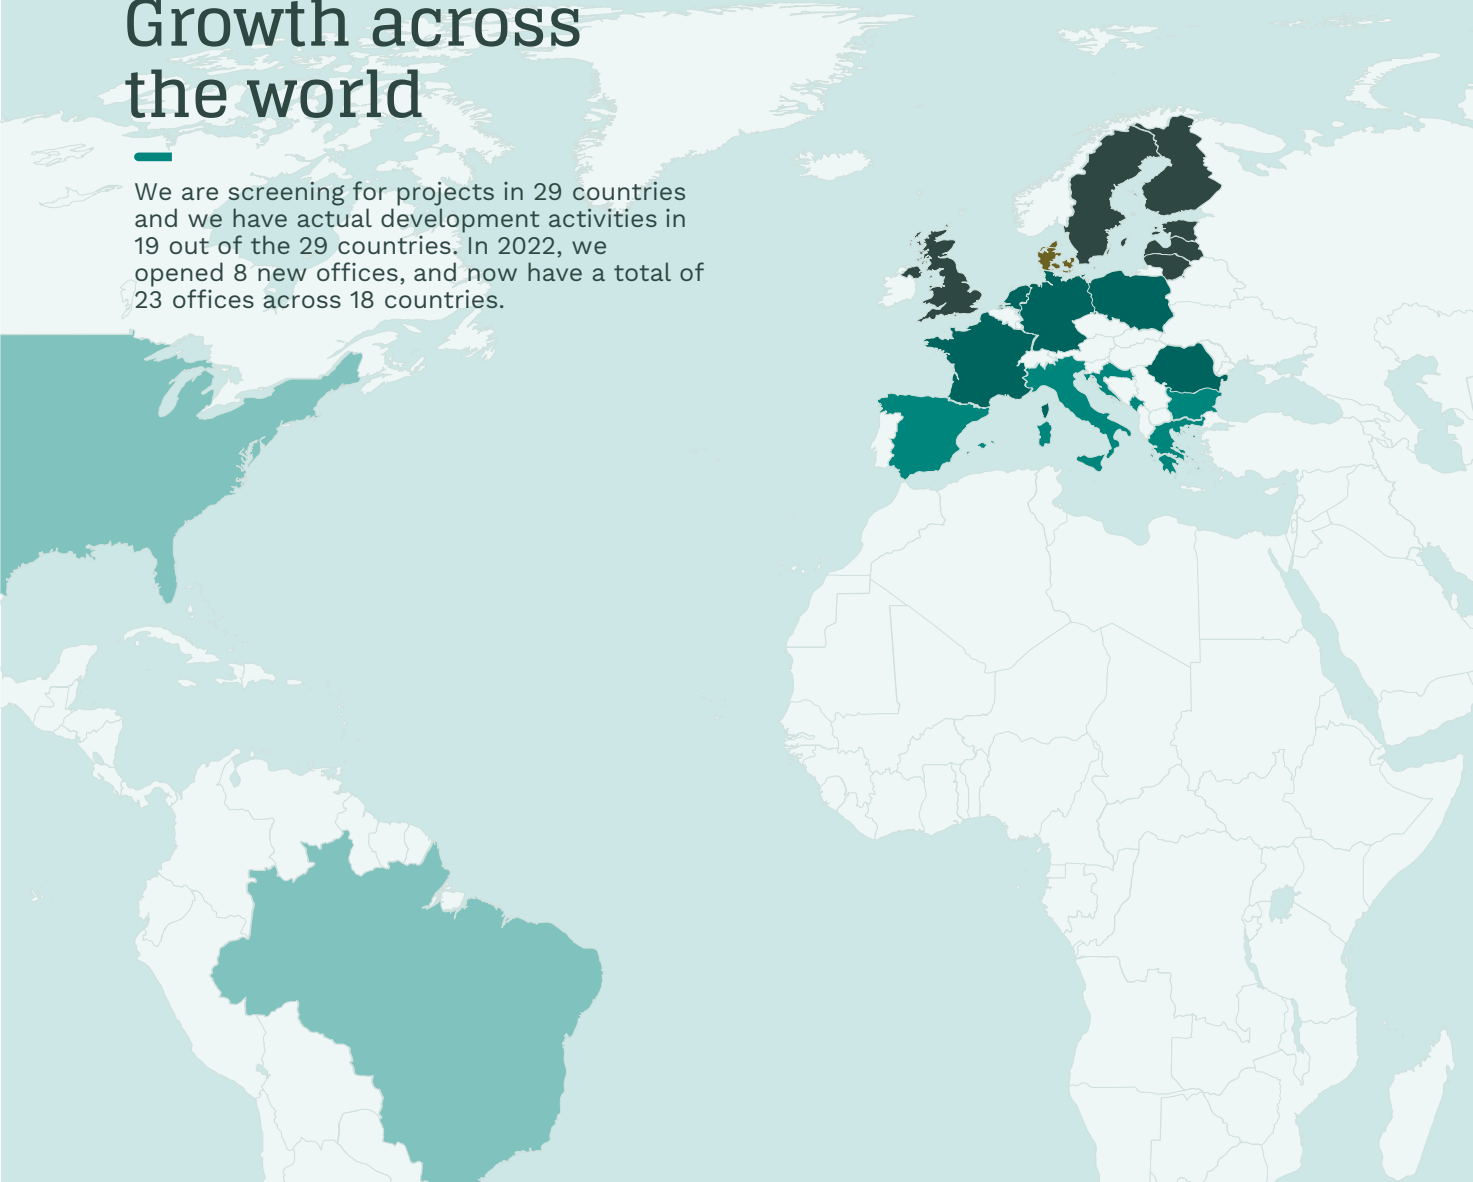 Growth across
the world
We are screening for projects in 29 countries
and we have actual development activities in
19 out of the 29 countries. In 2022, we
opened 8 new offices, and now have a total of
23 offices across 18 countries.